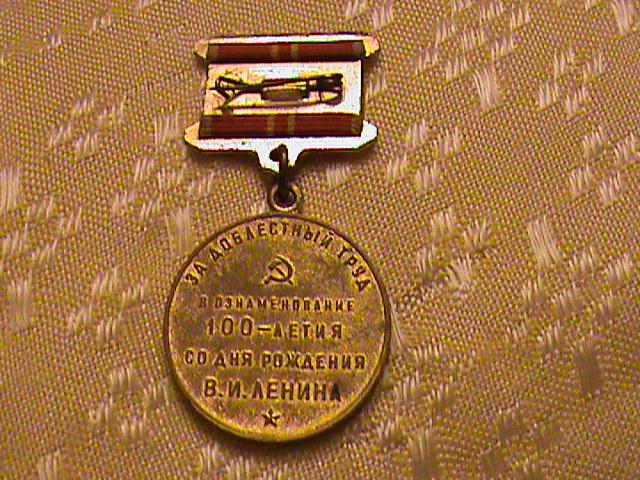 ЗА ДОБЛЕСТНЫЙ ТРУД
В ОЗНАМЕНОВАНИЕ
100-ЛЕТИЯ
СО ДНЯ РОЖДЕНИЯ
В.И.ЛЕНИНА